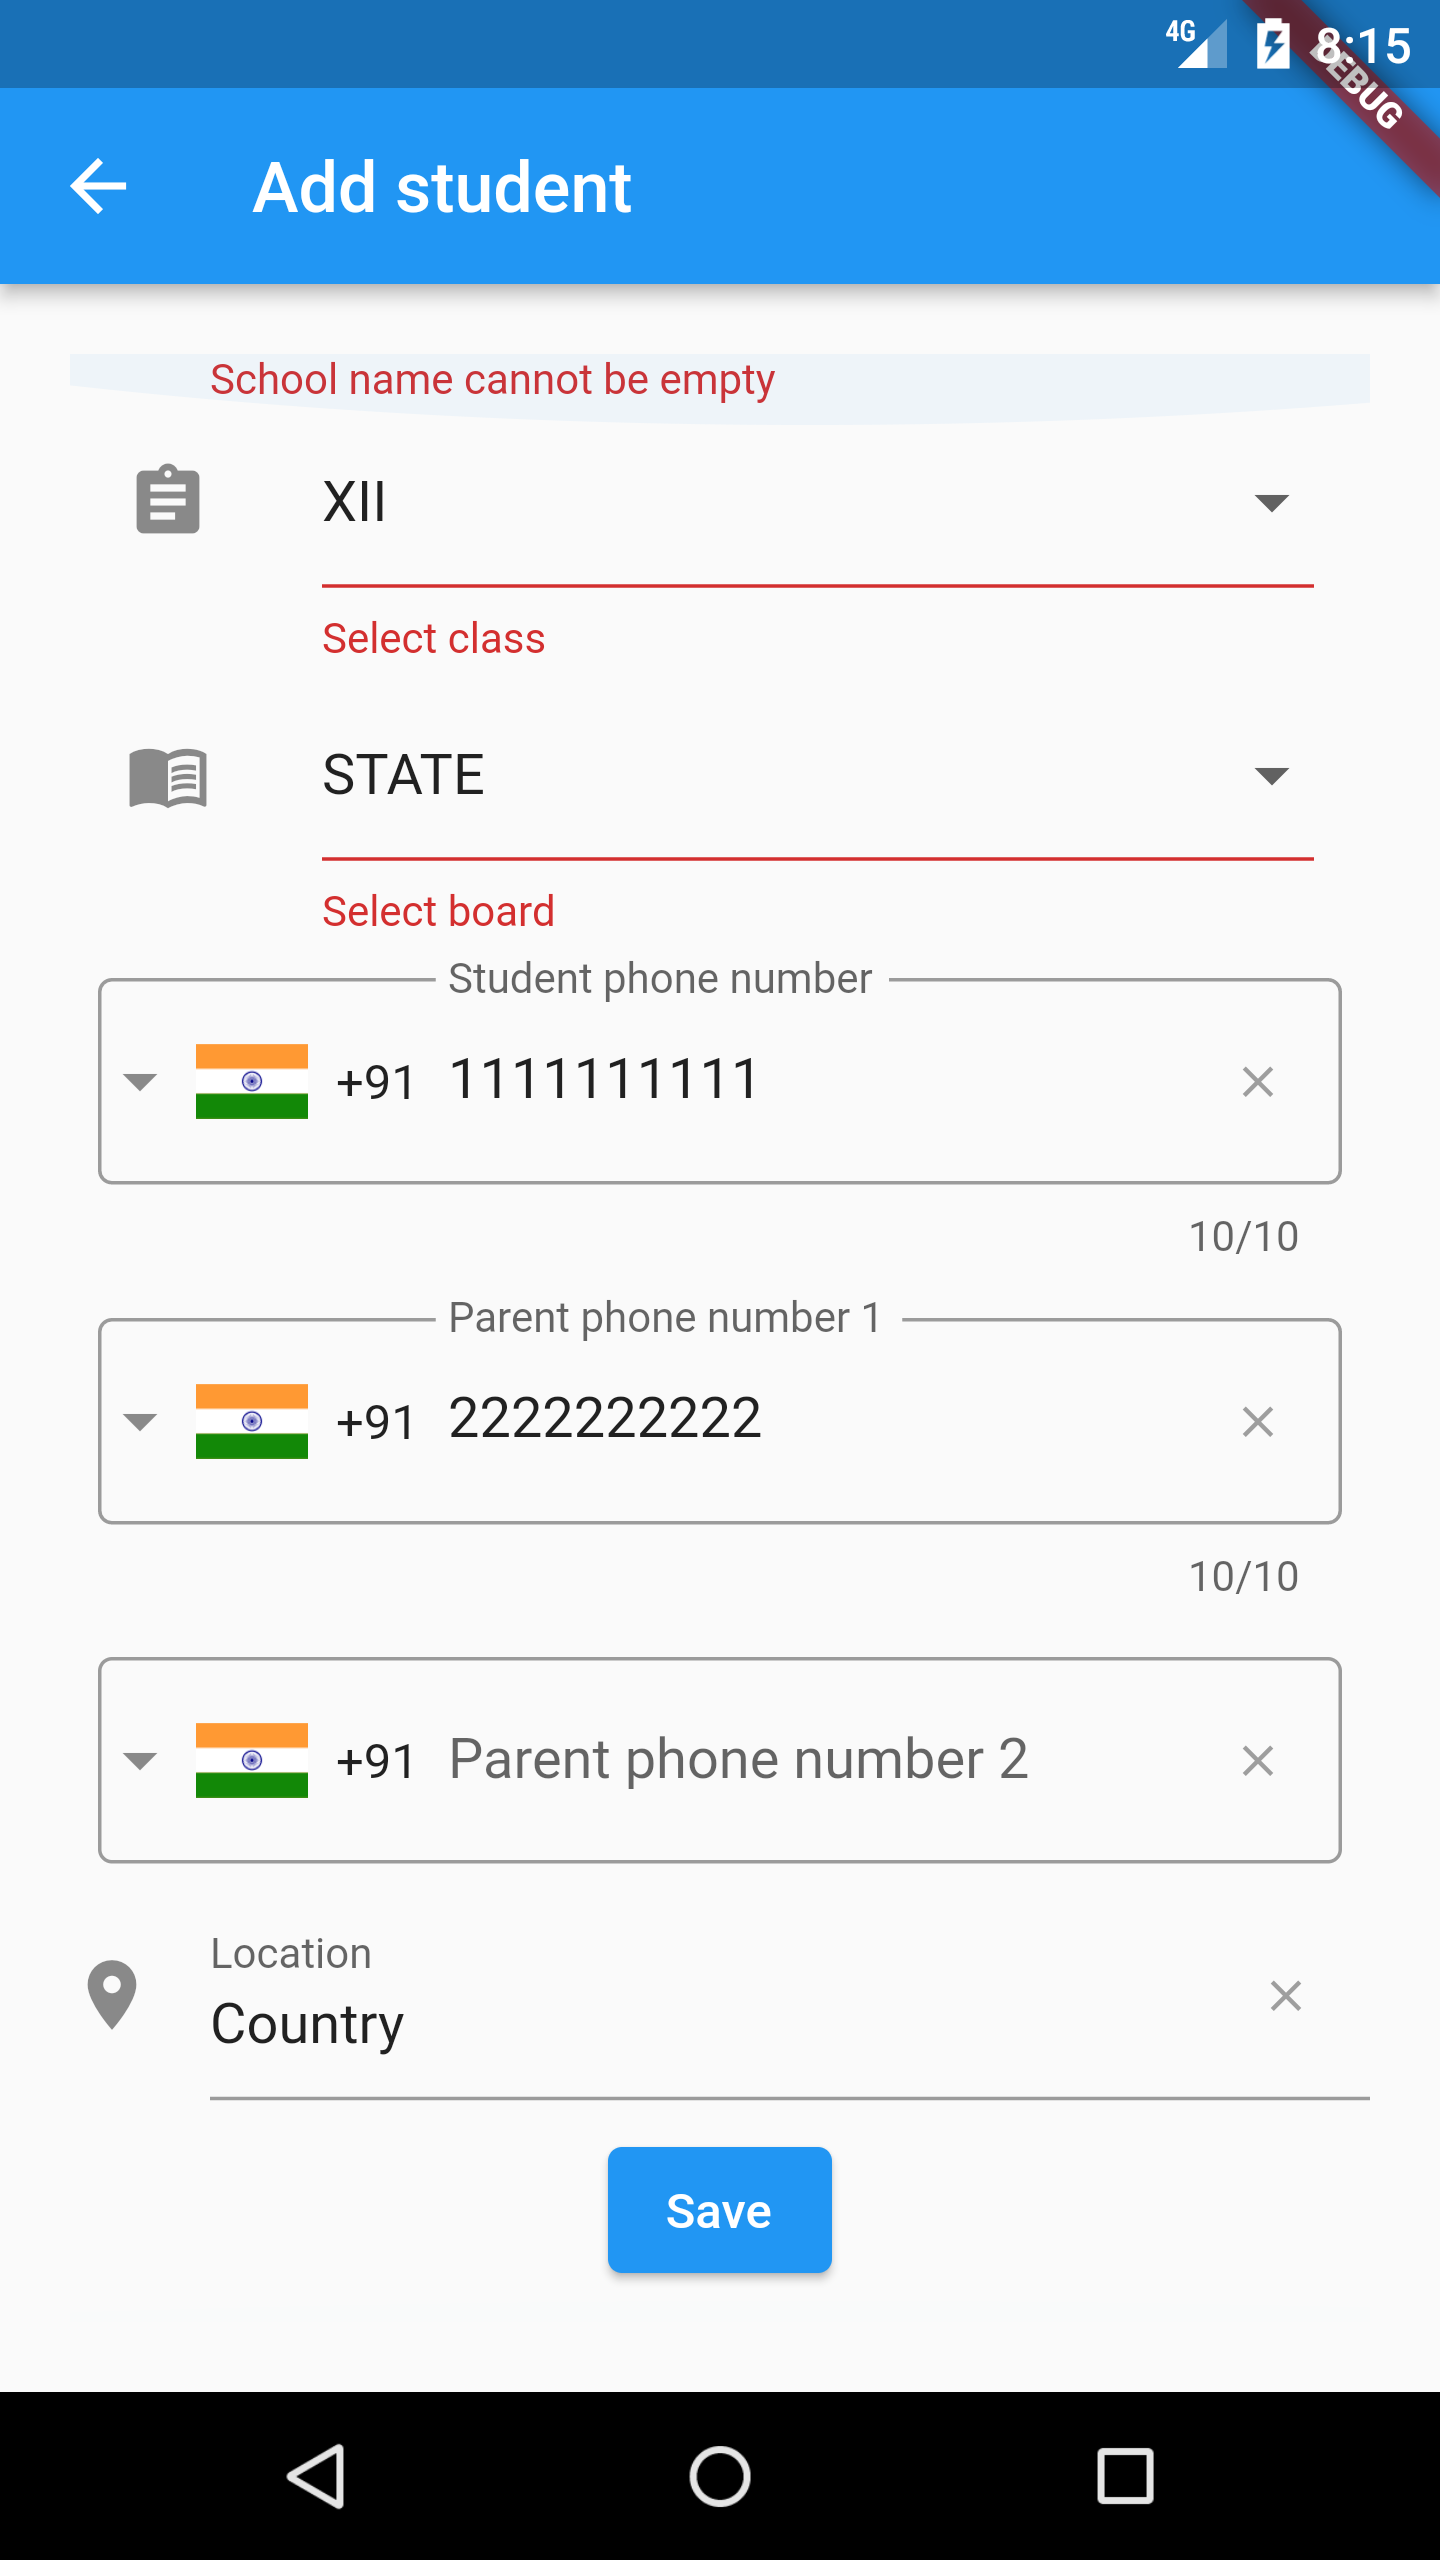 4G 8:15
DEBUG
Add student
School name cannot be empty
XII
Select class
STATE
Select board
Student phone number
+91 1111111111
10/10
Parent phone number 1
+91 2222222222
10/10
+91 Parent phone number 2
Location
Country
Save